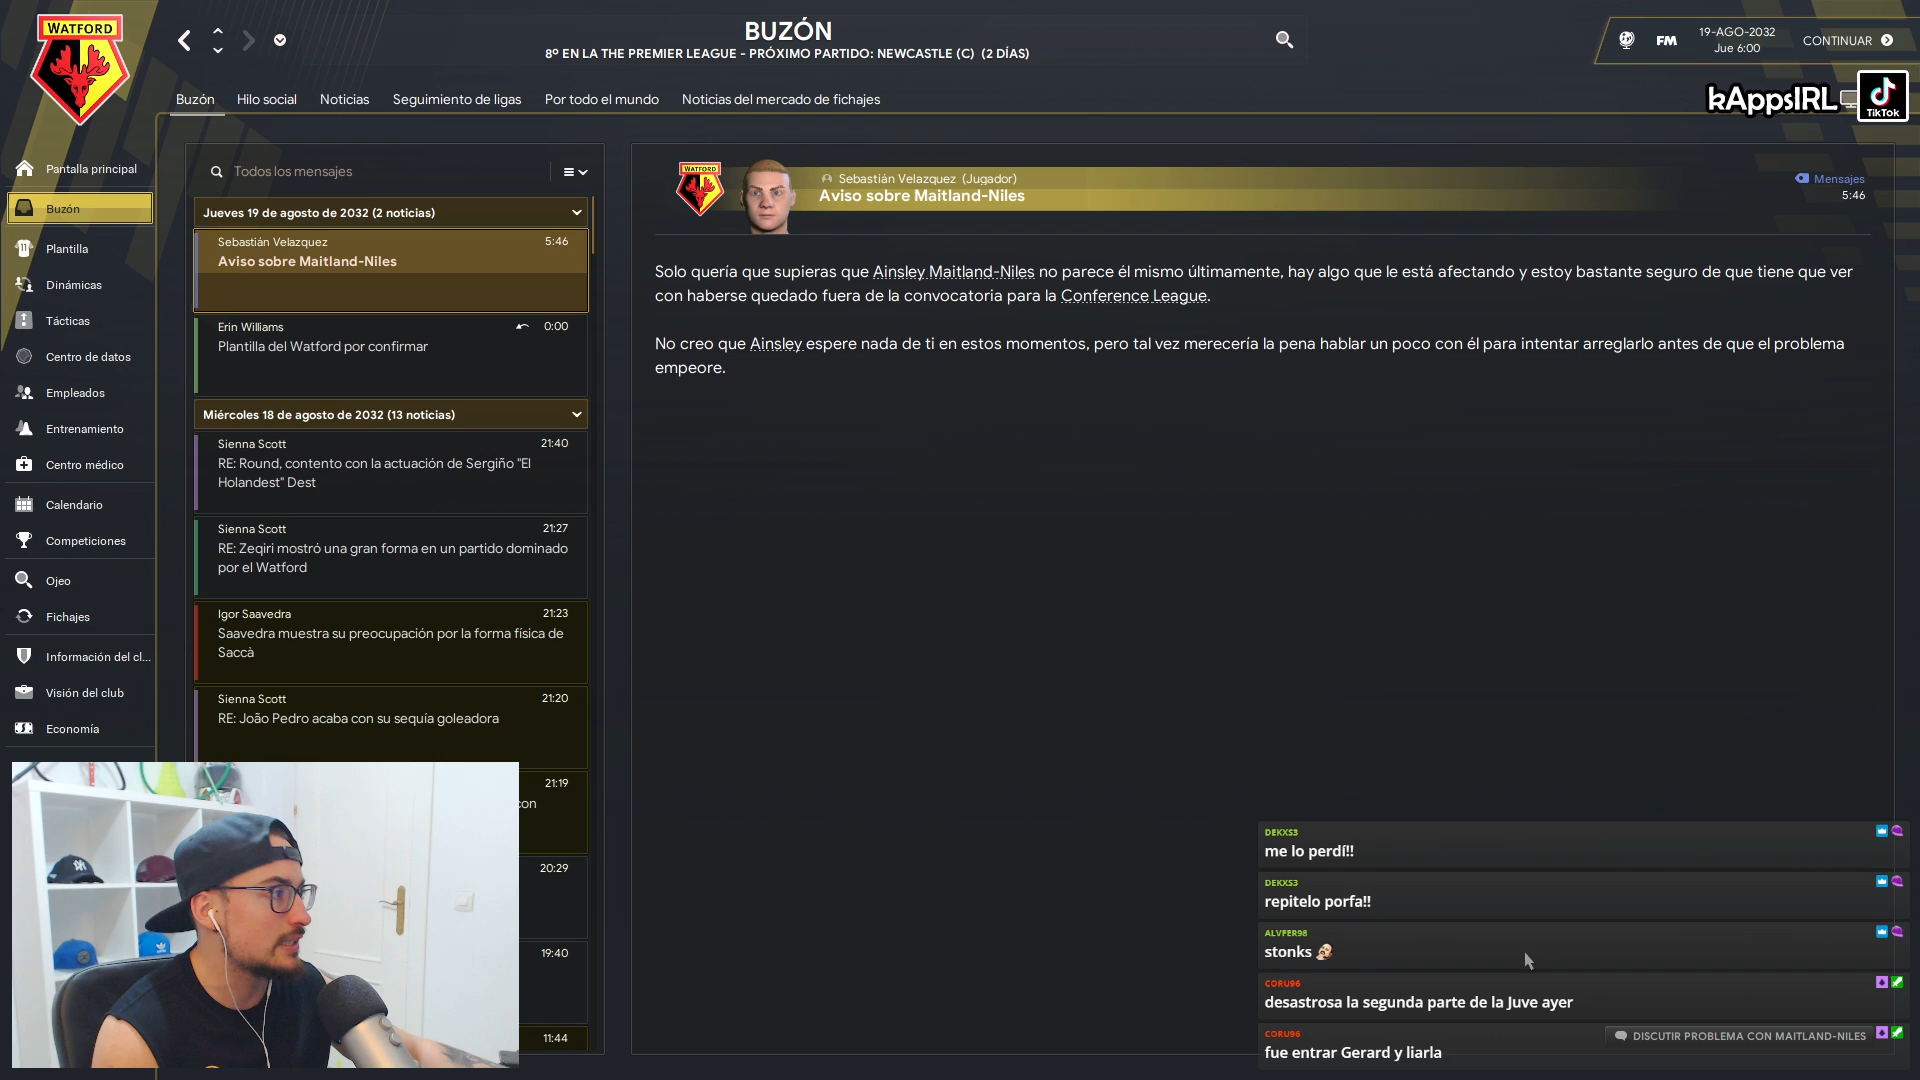 WATFORD
BUZÓN
8º EN LA THE PREMIER LEAGUE - PRÓXIMO PARTIDO: NEWCASTLE (C) (2 DÍAS)
FM
19-AGO-2032
Jue 6:00
CONTINUAR
Buzón
Hilo social
Noticias
Seguimiento de ligas
Por todo el mundo
Noticias del mercado de fichajes
kAppsIRL
TikTok
Pantalla principal
Buzón
Plantilla
Dinámicas
Tácticas
Centro de datos
Empleados
Entrenamiento
Centro médico
Calendario
Competiciones
Ojeo
Fichajes
Información del cl...
Visión del club
Economía
Todos los mensajes
Jueves 19 de agosto de 2032 (2 noticias)
Sebastián Velazquez 5:46
Aviso sobre Maitland-Niles
Erin Williams 0:00
Plantilla del Watford por confirmar
Miércoles 18 de agosto de 2032 (13 noticias)
Sienna Scott 21:40
RE: Round, contento con la actuación de Sergiño "El
Holandest" Dest
Sienna Scott 21:27
RE: Zeqiri mostró una gran forma en un partido dominado
por el Watford
Igor Saavedra 21:23
Saavedra muestra su preocupación por la forma física de
Saccà
Sienna Scott 21:20
RE: João Pedro acaba con su sequía goleadora
21:19
con
20:29
19:40
11:44
WATFORD
Sebastián Velazquez (Jugador)
Aviso sobre Maitland-Niles
Mensajes
5:46
Solo quería que supieras que Ainsley Maitland-Niles no parece él mismo últimamente, hay algo que le está afectando y estoy bastante seguro de que tiene que ver
con haberse quedado fuera de la convocatoria para la Conference League.
No creo que Ainsley espere nada de ti en estos momentos, pero tal vez merecería la pena hablar un poco con él para intentar arreglarlo antes de que el problema
empeore.
DEKXS3
me lo perdí!!
DEKXS3
repitelo porfa!!
ALVFER98
stonks
CORU96
desastrosa la segunda parte de la Juve ayer
CORU96
DISCUTIR PROBLEMA CON MAITLAND-NILES
fue entrar Gerard y liarla